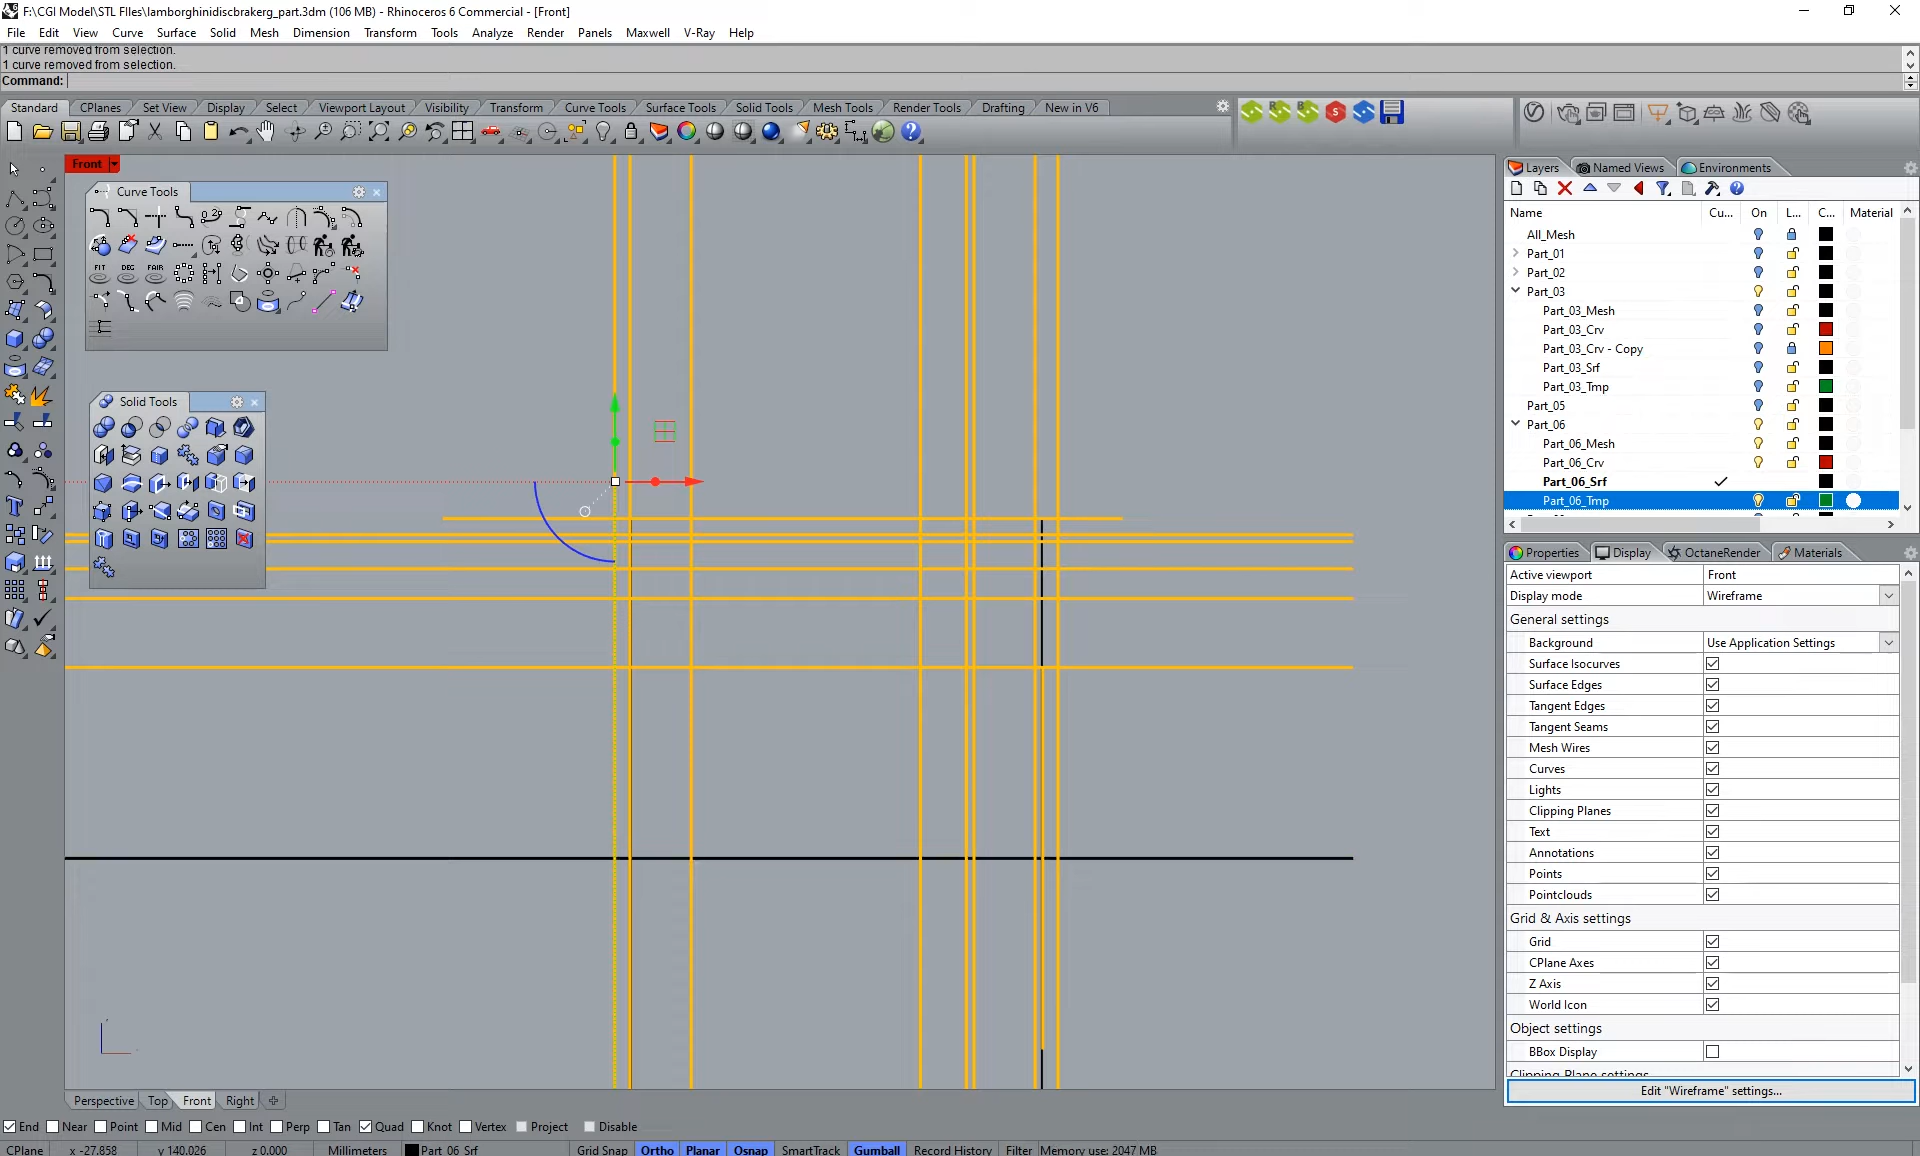 F:\CGI Model\STL FIles\lamborghinidiscbrakerg_part.3dm (106 MB) - Rhinoceros 6 Commercial - [Front]
File Edit View Curve Surface Solid Mesh Dimension Transform Tools Analyze Render Panels Maxwell V-Ray Help
1 curve removed from selection.
1 curve removed from selection.
Command:
Standard CPlanes Set View Display Select Viewport Layout Visibility Transform Curve Tools Surface Tools Solid Tools Mesh Tools Render Tools Drafting New in V6
Front
Curve Tools
FIT DEG FAIR
Solid Tools
Layers Named Views Environments
Name Cu... On L... C... Material
All_Mesh
Part_01
Part_02
Part_03
Part_03_Mesh
Part_03_Crv
Part_03_Crv - Copy
Part_03_Srf
Part_03_Tmp
Part_05
Part_06
Part_06_Mesh
Part_06_Crv
Part_06_Srf
Part_06_Tmp
Properties Display OctaneRender Materials
Active viewport Front
Display mode Wireframe
General settings
Background Use Application Settings
Surface Isocurves
Surface Edges
Tangent Edges
Tangent Seams
Mesh Wires
Curves
Lights
Clipping Planes
Text
Annotations
Points
Pointclouds
Grid & Axis settings
Grid
CPlane Axes
Z Axis
World Icon
Object settings
BBox Display
Clipping Plane settings
Edit "Wireframe" settings...
Perspective Top Front Right
End Near Point Mid Cen Int Perp Tan Quad Knot Vertex Project Disable
CPlane x -27.858 y 140.026 z 0.000 Millimeters Part_06_Srf Grid Snap Ortho Planar Osnap SmartTrack Gumball Record History Filter Memory use: 2047 MB